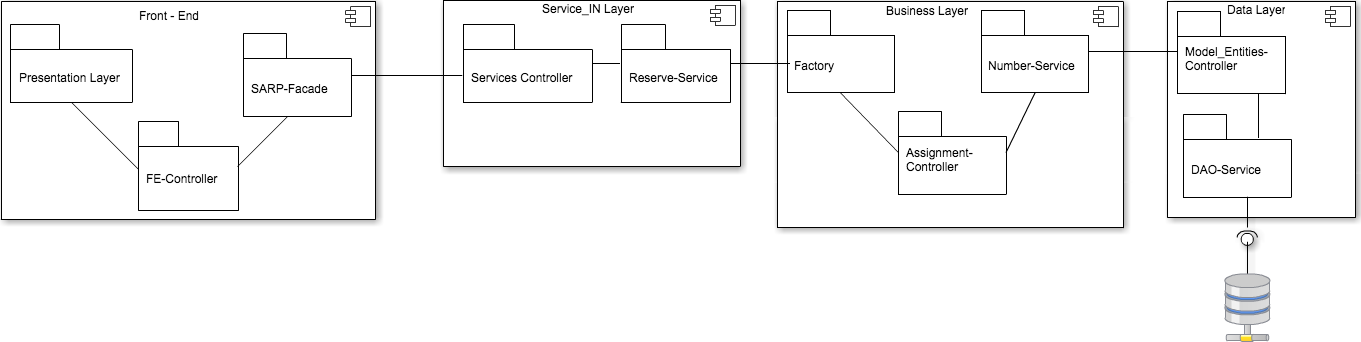 Front - End
Presentation Layer
SARP-Facade
FE-Controller
Service_IN Layer
Services Controller
Reserve-Service
Business Layer
Factory
Number-Service
Assignment-
Controller
Data Layer
Model_Entities-
Controller
DAO-Service